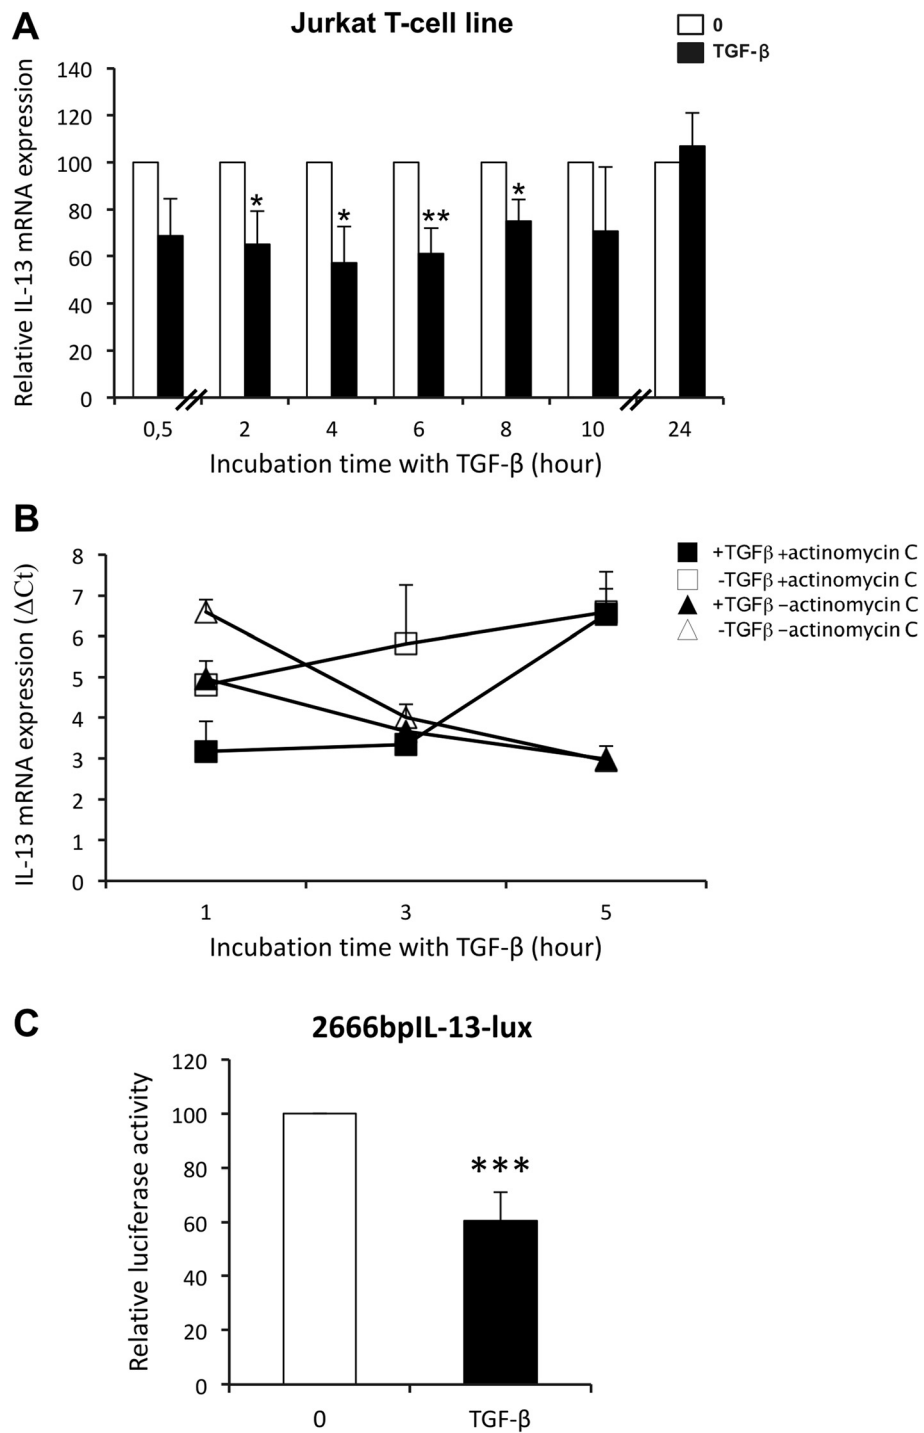 A
Jurkat T-cell line
0
TGF-β
Relative IL-13 mRNA expression
140
120
100
80
60
40
20
0
*
*
**
*
0,5
2
4
6
8
10
24
Incubation time with TGF-β (hour)
B
IL-13 mRNA expression (ΔCt)
8
7
6
5
4
3
2
1
0
+TGFβ +actinomycin C
-TGFβ +actinomycin C
+TGFβ –actinomycin C
-TGFβ –actinomycin C
1
3
5
Incubation time with TGF-β (hour)
C
2666bpIL-13-lux
Relative luciferase activity
120
100
80
60
40
20
0
***
0
TGF-β